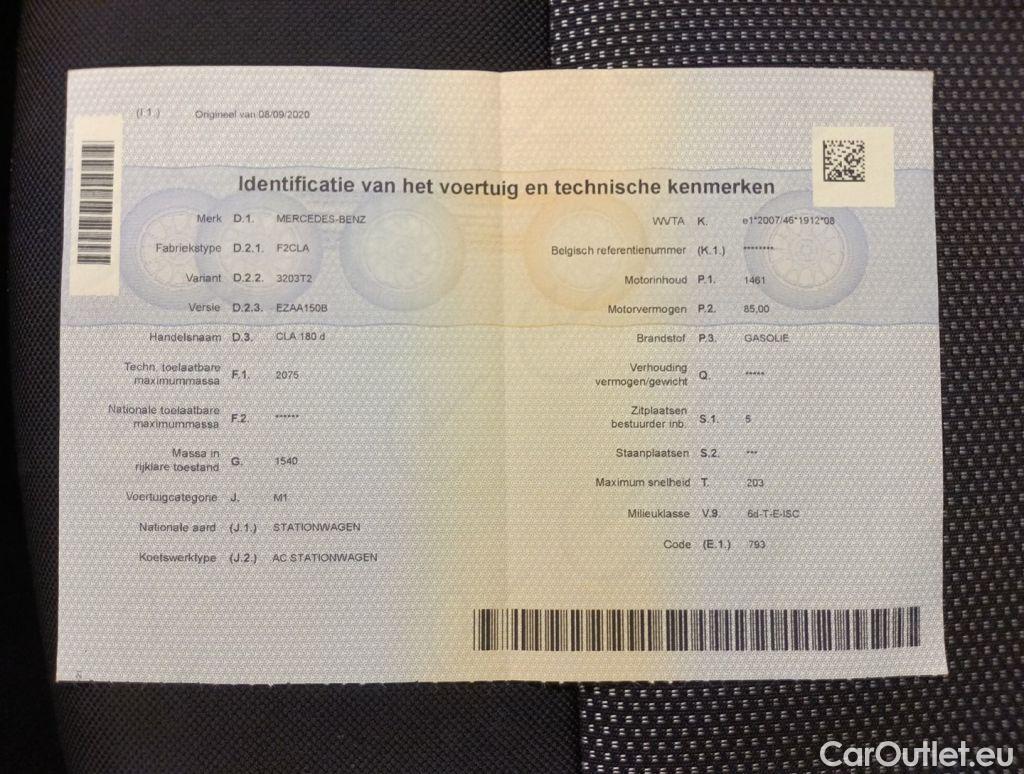 (I.1.) Origineel van 08/09/2020
Identificatie van het voertuig en technische kenmerken
Merk D.1. MERCEDES-BENZ
Fabriekstype D.2.1. F2CLA
Variant D.2.2. 3203T2
Versie D.2.3. EZAA150B
Handelsnaam D.3. CLA 180 d
Techn. toelaatbare
maximummassa F.1. 2075
Nationale toelaatbare
maximummassa F.2. ******
Massa in
rijklare toestand G. 1540
Voertuigcategorie J. M1
Nationale aard (J.1.) STATIONWAGEN
Koetswerktype (J.2.) AC STATIONWAGEN
WVTA K. e1*2007/46*1912*08
Belgisch referentienummer (K.1.) ********
Motorinhoud P.1. 1461
Motorvermogen P.2. 85,00
Brandstof P.3. GASOLIE
Verhouding
vermogen/gewicht Q. *****
Zitplaatsen
bestuurder inb. S.1. 5
Staanplaatsen S.2. ***
Maximum snelheid T. 203
Milieuklasse V.9. 6d-T-E-ISC
Code (E.1.) 793
CarOutlet.eu